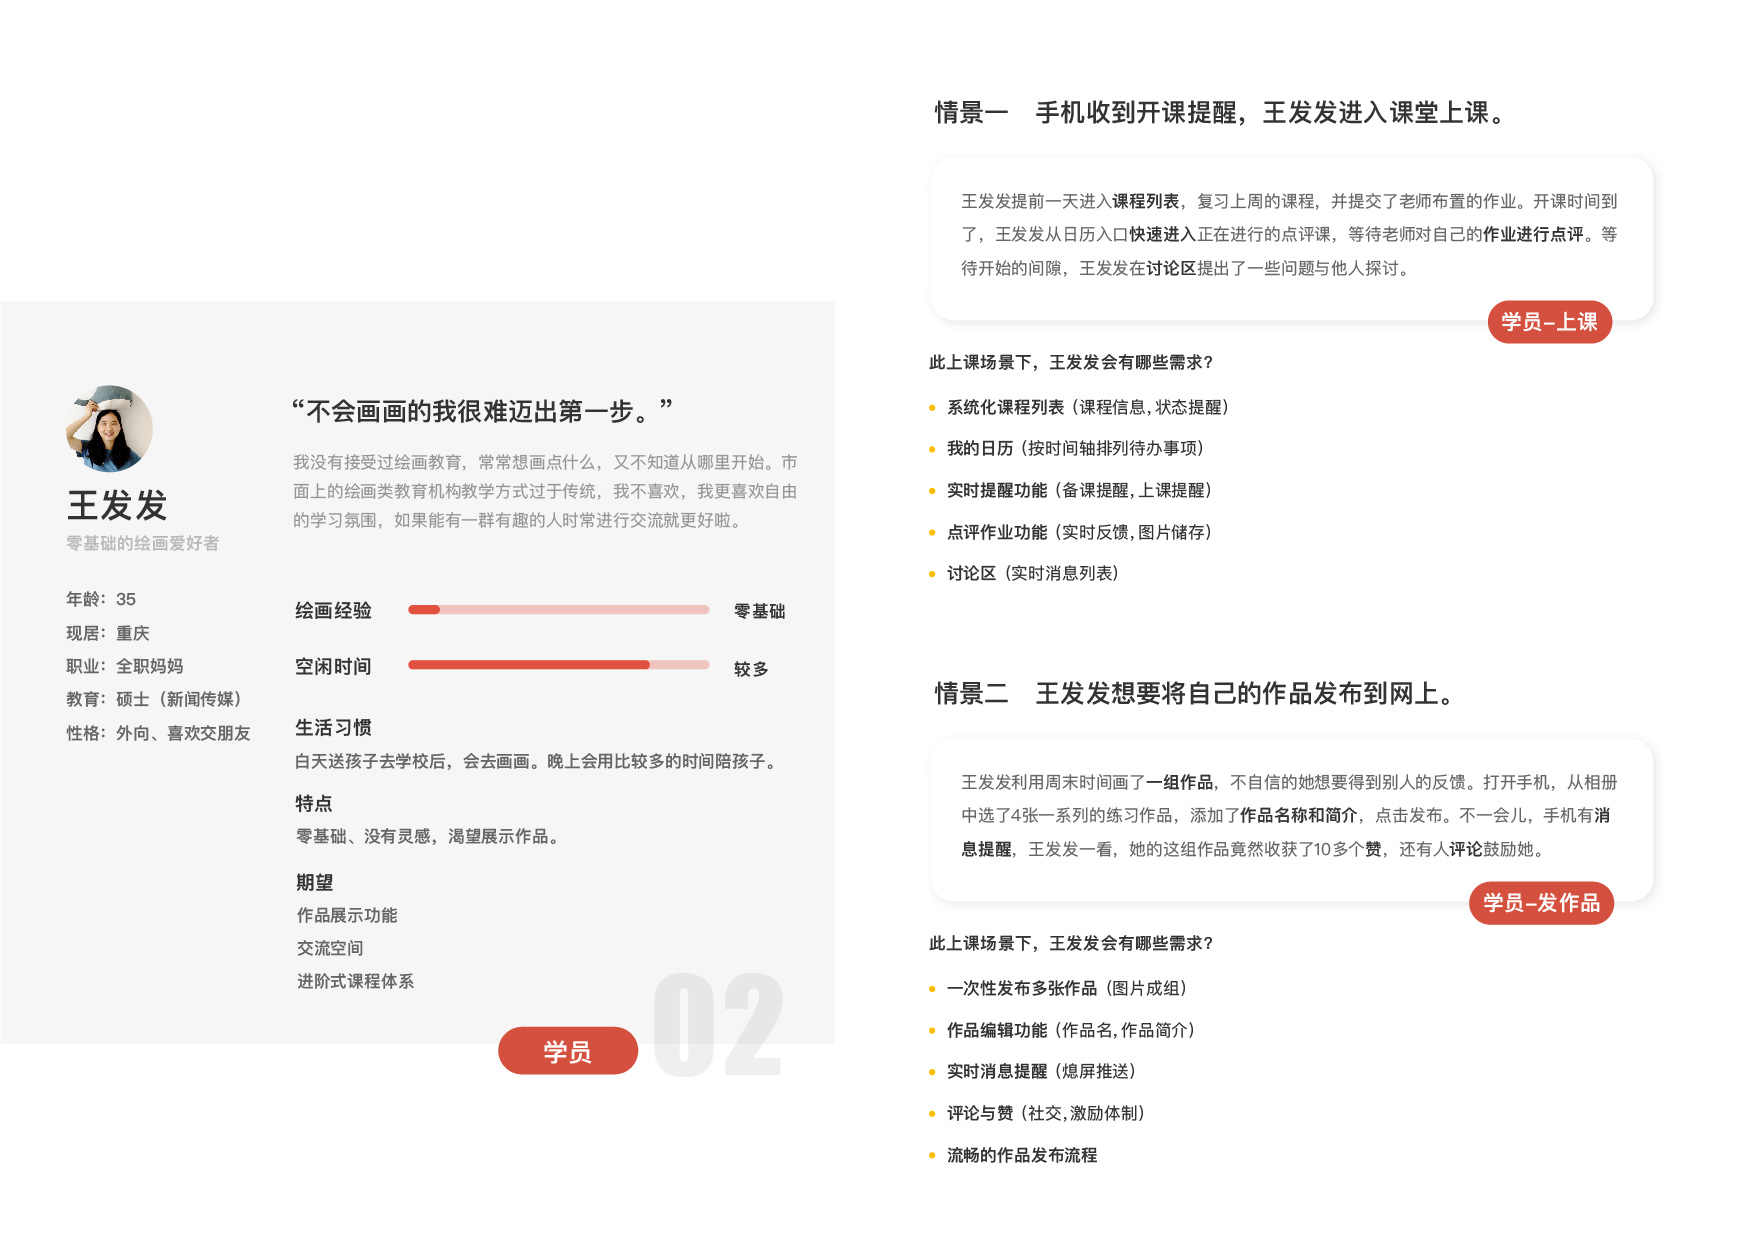 王发发
零基础的绘画爱好者
年龄：35
现居：重庆
职业：全职妈妈
教育：硕士（新闻传媒）
性格：外向、喜欢交朋友
“不会画画的我很难迈出第一步。”
我没有接受过绘画教育，常常想画点什么，又不知道从哪里开始。市
面上的绘画类教育机构教学方式过于传统，我不喜欢，我更喜欢自由
的学习氛围，如果能有一群有趣的人时常进行交流就更好啦。
绘画经验 零基础
空闲时间 较多
生活习惯
白天送孩子去学校后，会去画画。晚上会用比较多的时间陪孩子。
特点
零基础、没有灵感，渴望展示作品。
期望
作品展示功能
交流空间
进阶式课程体系
学员
02
情景一 手机收到开课提醒，王发发进入课堂上课。
王发发提前一天进入课程列表，复习上周的课程，并提交了老师布置的作业。开课时间到
了，王发发从日历入口快速进入正在进行的点评课，等待老师对自己的作业进行点评。等
待开始的间隙，王发发在讨论区提出了一些问题与他人探讨。
学员-上课
此上课场景下，王发发会有哪些需求？
系统化课程列表（课程信息,状态提醒）
我的日历（按时间轴排列待办事项）
实时提醒功能（备课提醒,上课提醒）
点评作业功能（实时反馈,图片储存）
讨论区（实时消息列表）
情景二 王发发想要将自己的作品发布到网上。
王发发利用周末时间画了一组作品，不自信的她想要得到别人的反馈。打开手机，从相册
中选了4张一系列的练习作品，添加了作品名称和简介，点击发布。不一会儿，手机有消
息提醒，王发发一看，她的这组作品竟然收获了10多个赞，还有人评论鼓励她。
学员-发作品
此上课场景下，王发发会有哪些需求？
一次性发布多张作品（图片成组）
作品编辑功能（作品名,作品简介）
实时消息提醒（熄屏推送）
评论与赞（社交,激励体制）
流畅的作品发布流程